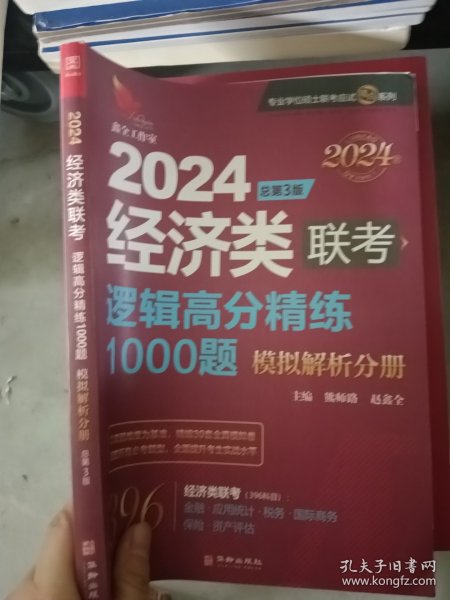 专业学位硕士联考应试
系列
鑫全工作室
2024
2024
总第3版
经济类
联考
逻辑高分精练
1000题
模拟解析分册
主编 熊师路 赵鑫全
396
经济类联考(396科目):
金融·应用统计·税务·国际商务
保险·资产评估
华龄出版社
2024
经济类联考
逻辑高分精练1000题
模拟解析分册
总第3版
孔夫子旧书网
www.kongfz.com